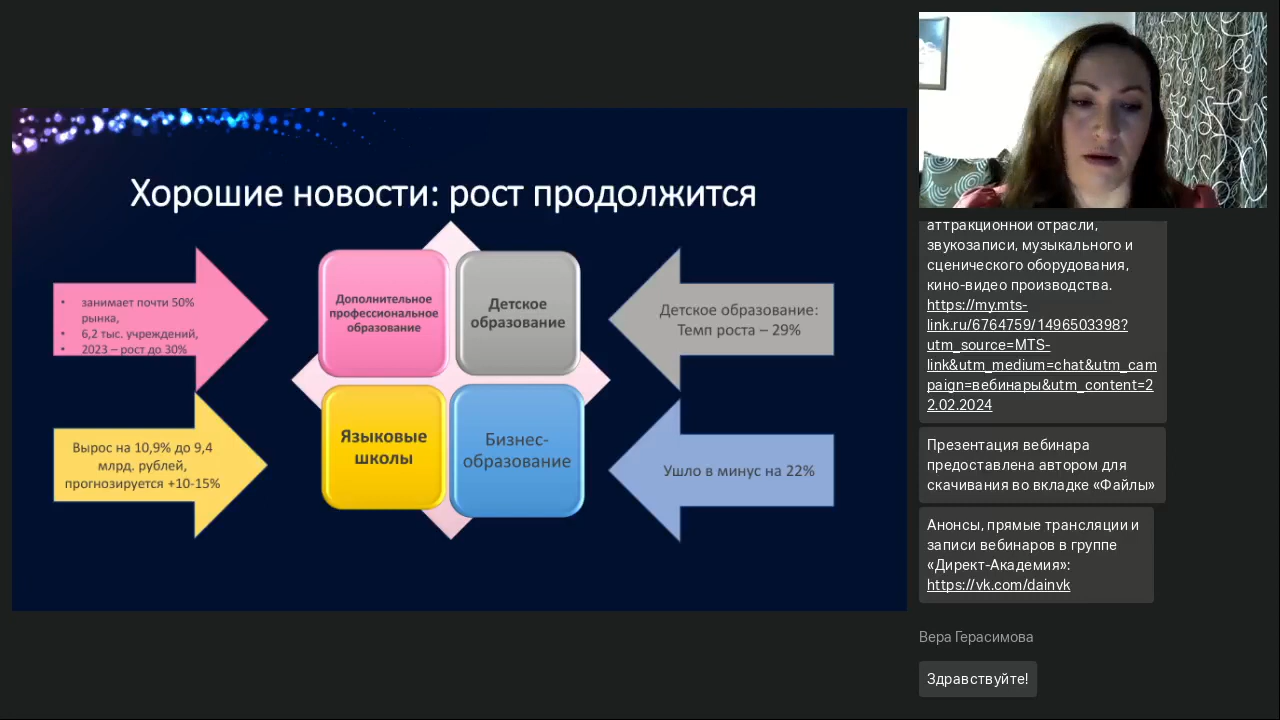 Хорошие новости: рост продолжится
• занимает почти 50%
рынка,
• 6,2 тыс. учреждений,
• 2023 – рост до 30%
Дополнительное
профессиональное
образование
Детское
образование
Детское образование:
Темп роста – 29%
Вырос на 10,9% до 9,4
млрд. рублей,
прогнозируется +10-15%
Языковые
школы
Бизнес-
образование
Ушло в минус на 22%
аттракционной отрасли,
звукозаписи, музыкального и
сценического оборудования,
кино-видео производства.
https://my.mts-
link.ru/6764759/1496503398?
utm_source=MTS-
link&utm_medium=chat&utm_cam
paign=вебинары&utm_content=2
2.02.2024
Презентация вебинара
предоставлена автором для
скачивания во вкладке «Файлы»
Анонсы, прямые трансляции и
записи вебинаров в группе
«Директ-Академия»:
https://vk.com/dainvk
Вера Герасимова
Здравствуйте!